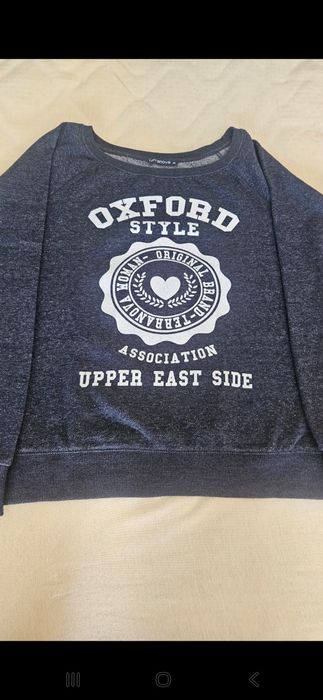 OXFORD
STYLE
ORIGINAL BRAND-TERRANOVA WOMAN-
ASSOCIATION
UPPER EAST SIDE